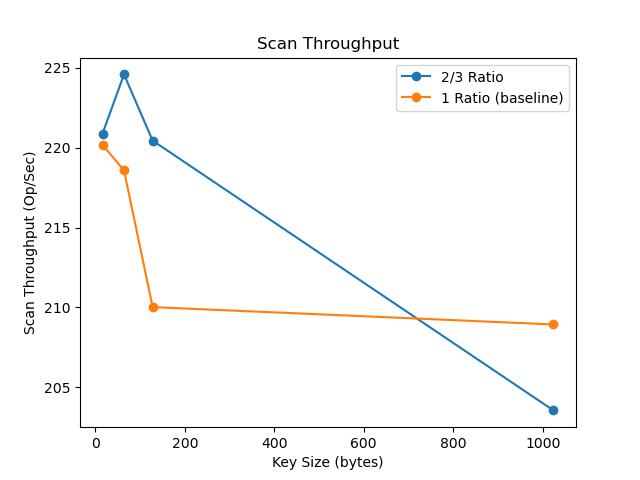 Scan Throughput
2/3 Ratio
1 Ratio (baseline)
Scan Throughput (Op/Sec)
225
220
215
210
205
0 200 400 600 800 1000
Key Size (bytes)